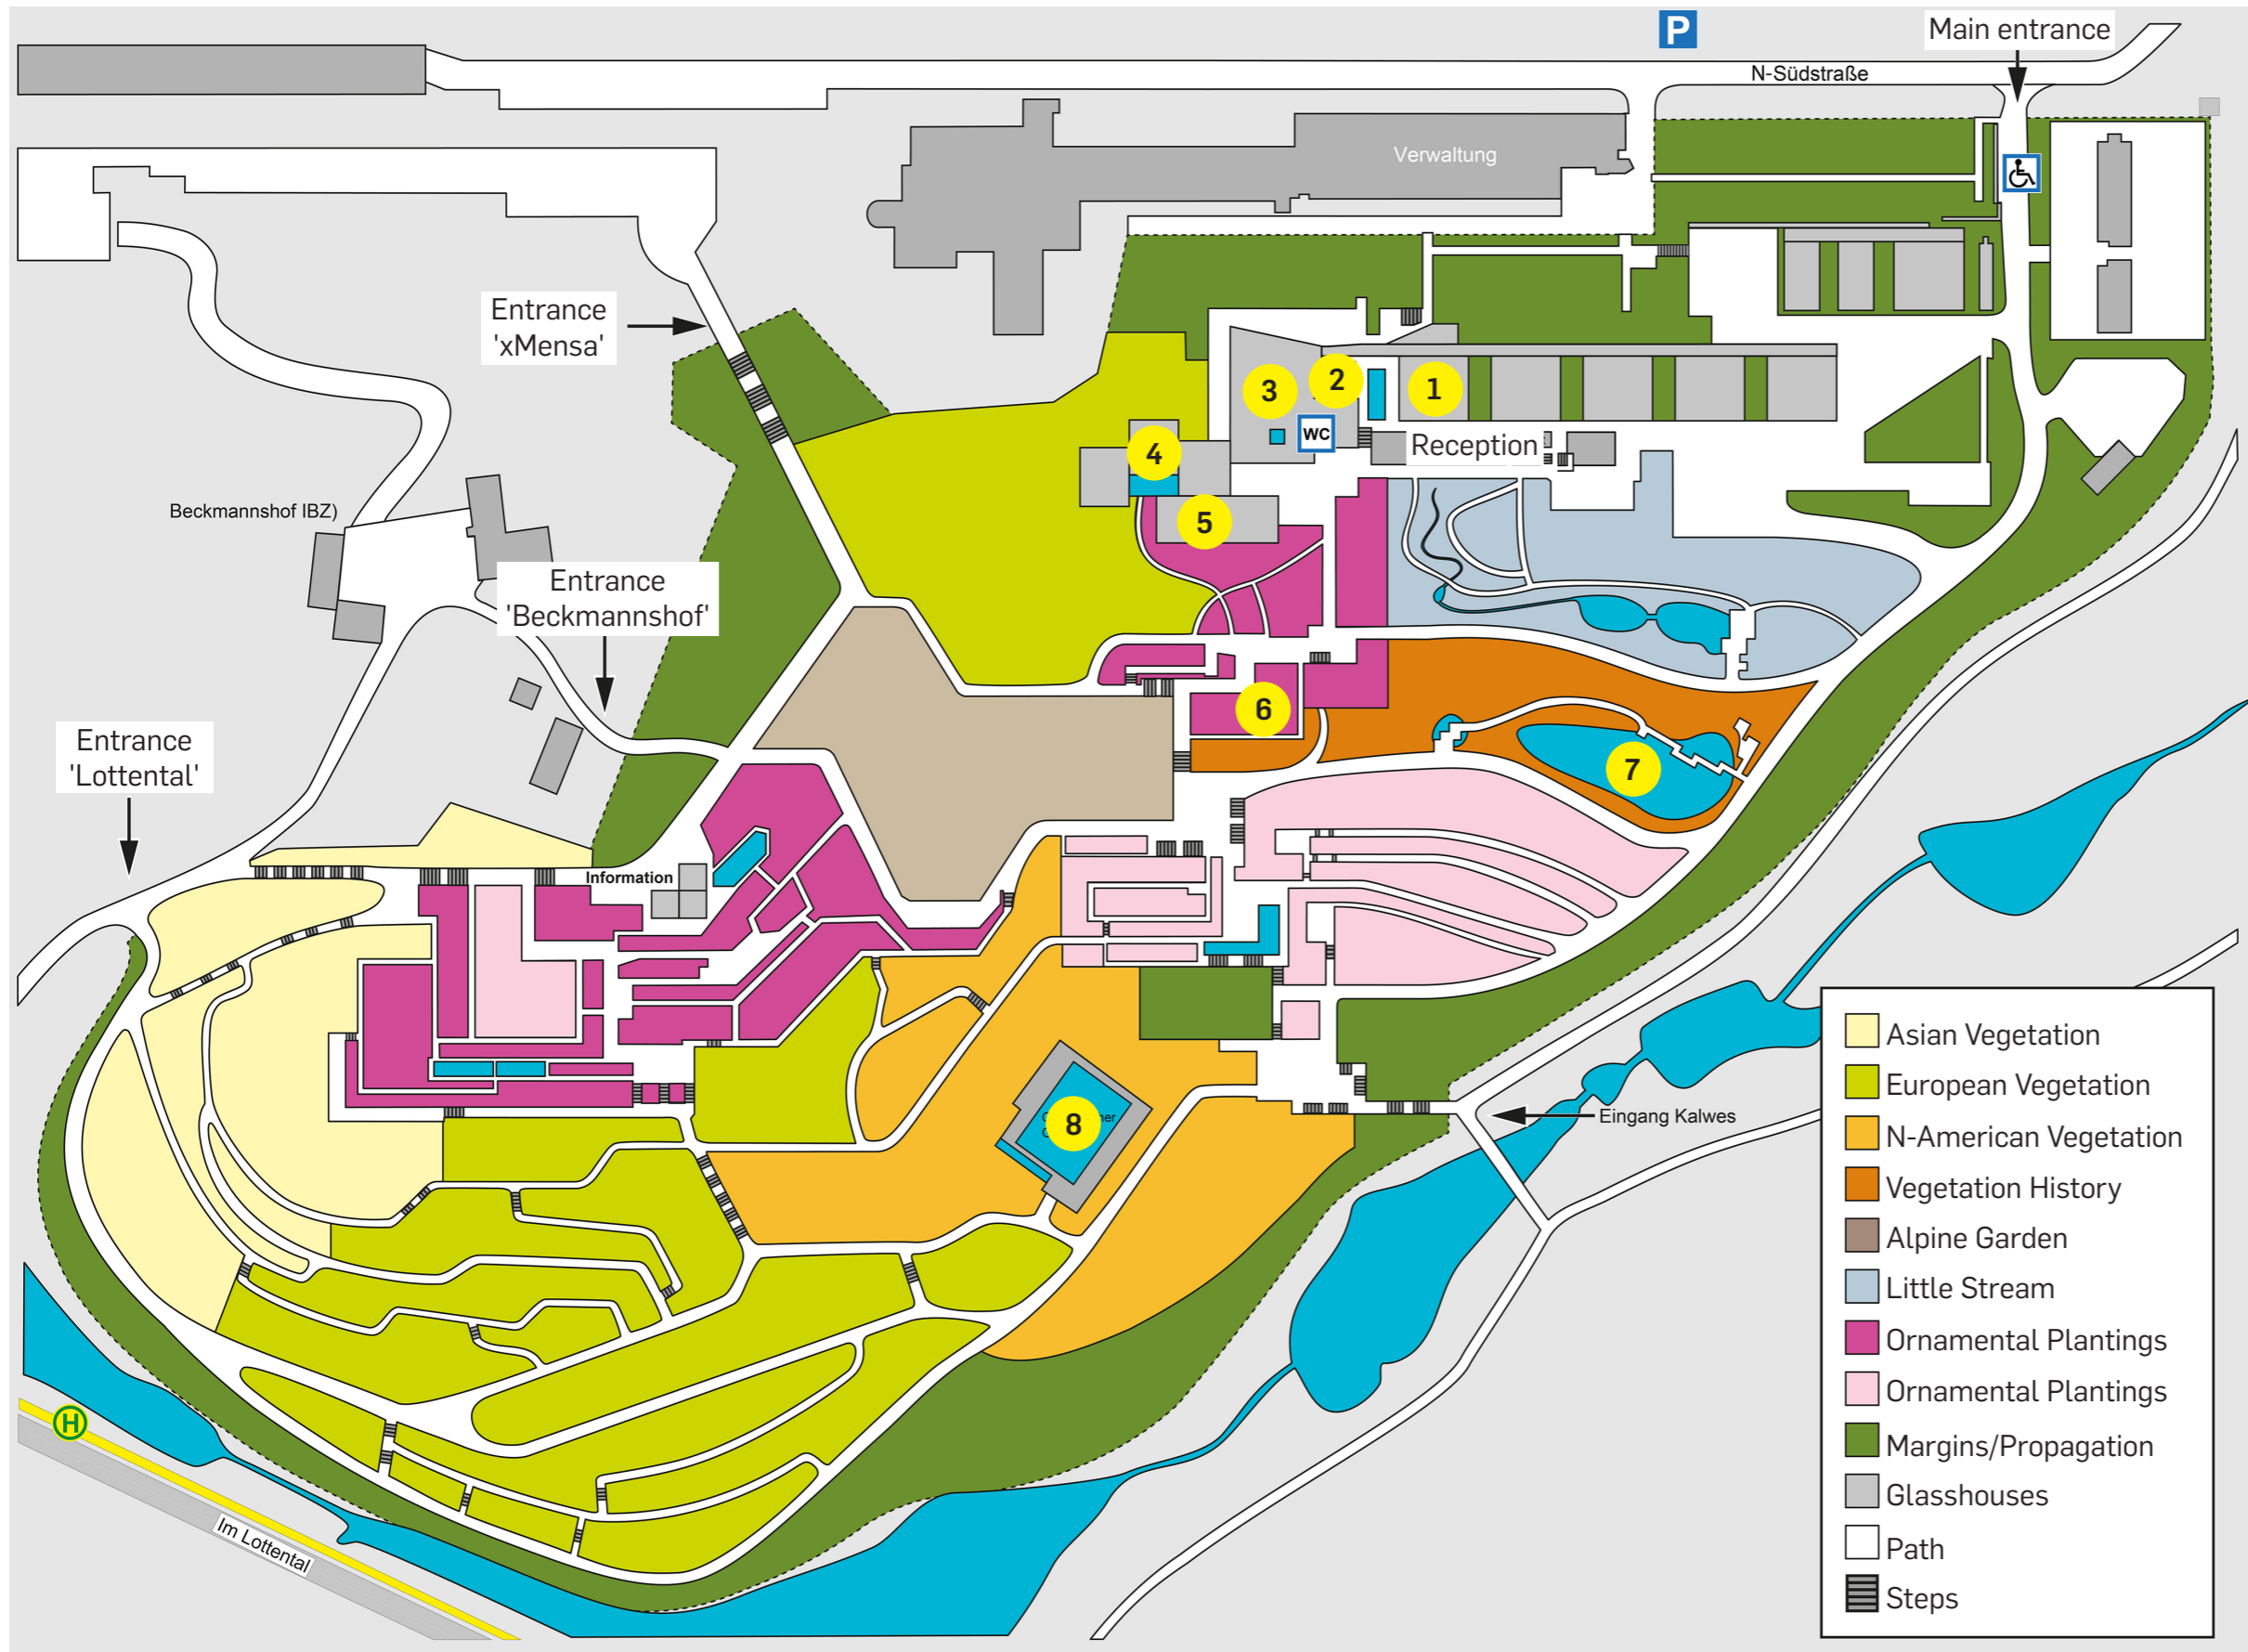 P
Main entrance
N-Südstraße
Verwaltung
Entrance
'xMensa'
3
2
1
WC
Reception
4
5
Beckmannshof IBZ)
Entrance
'Beckmannshof'
6
Entrance
'Lottental'
7
Information
8
Eingang Kalwes
H
Im Lottental
Asian Vegetation
European Vegetation
N-American Vegetation
Vegetation History
Alpine Garden
Little Stream
Ornamental Plantings
Ornamental Plantings
Margins/Propagation
Glasshouses
Path
Steps